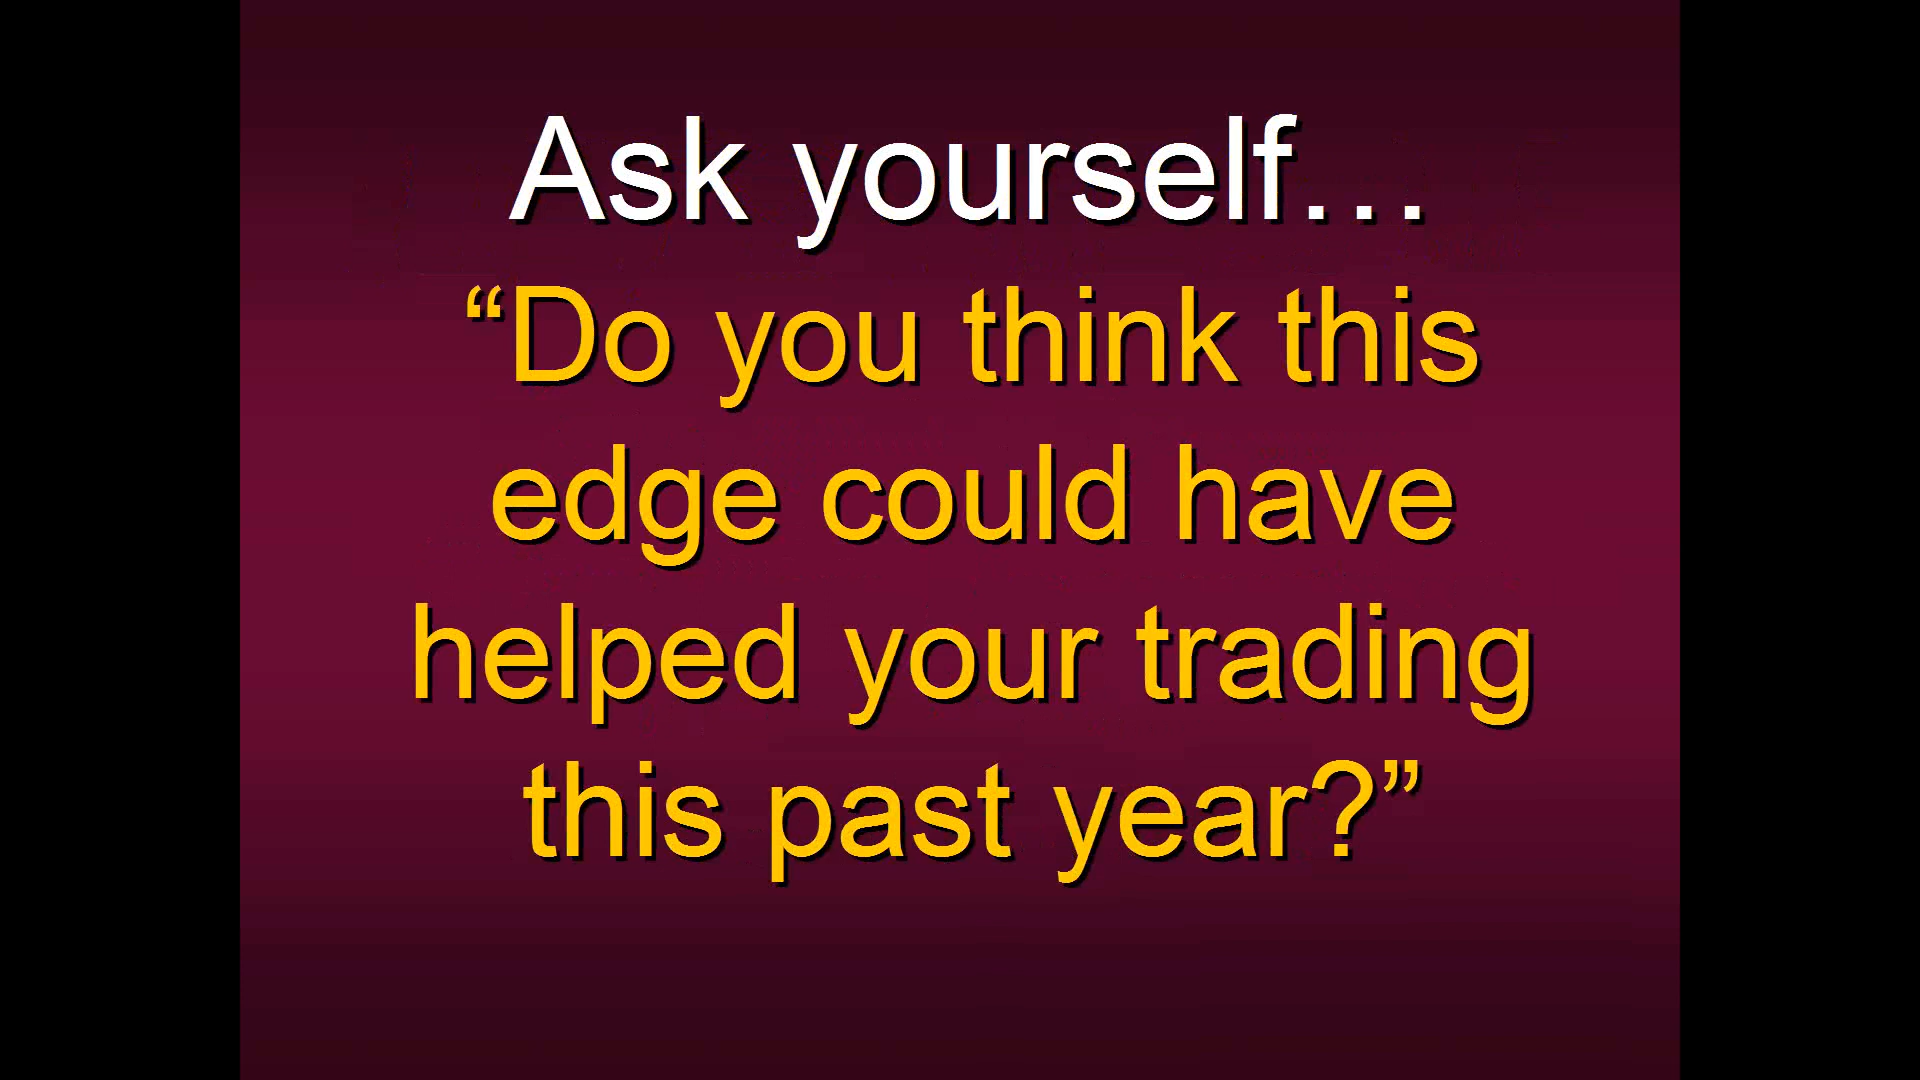 Ask yourself…
“Do you think this
edge could have
helped your trading
this past year?”